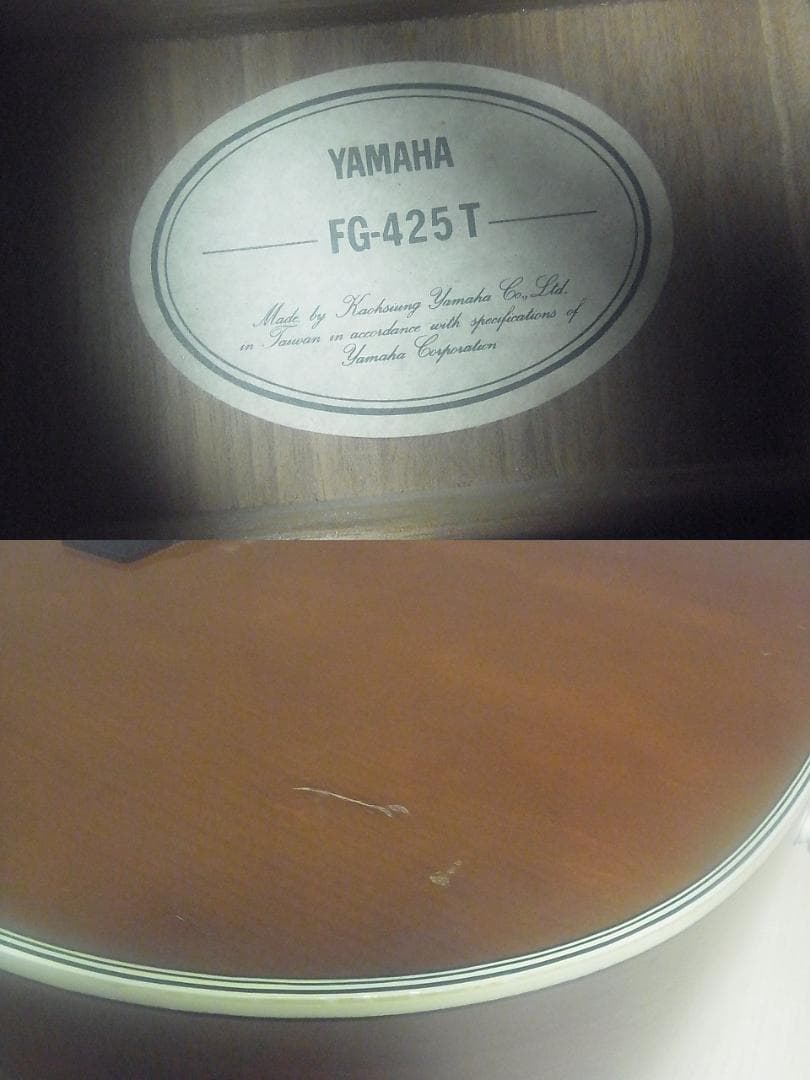 YAMAHA
FG-425T
Made by Kaohsiung Yamaha Co., Ltd.
in Taiwan in accordance with specifications of
Yamaha Corporation